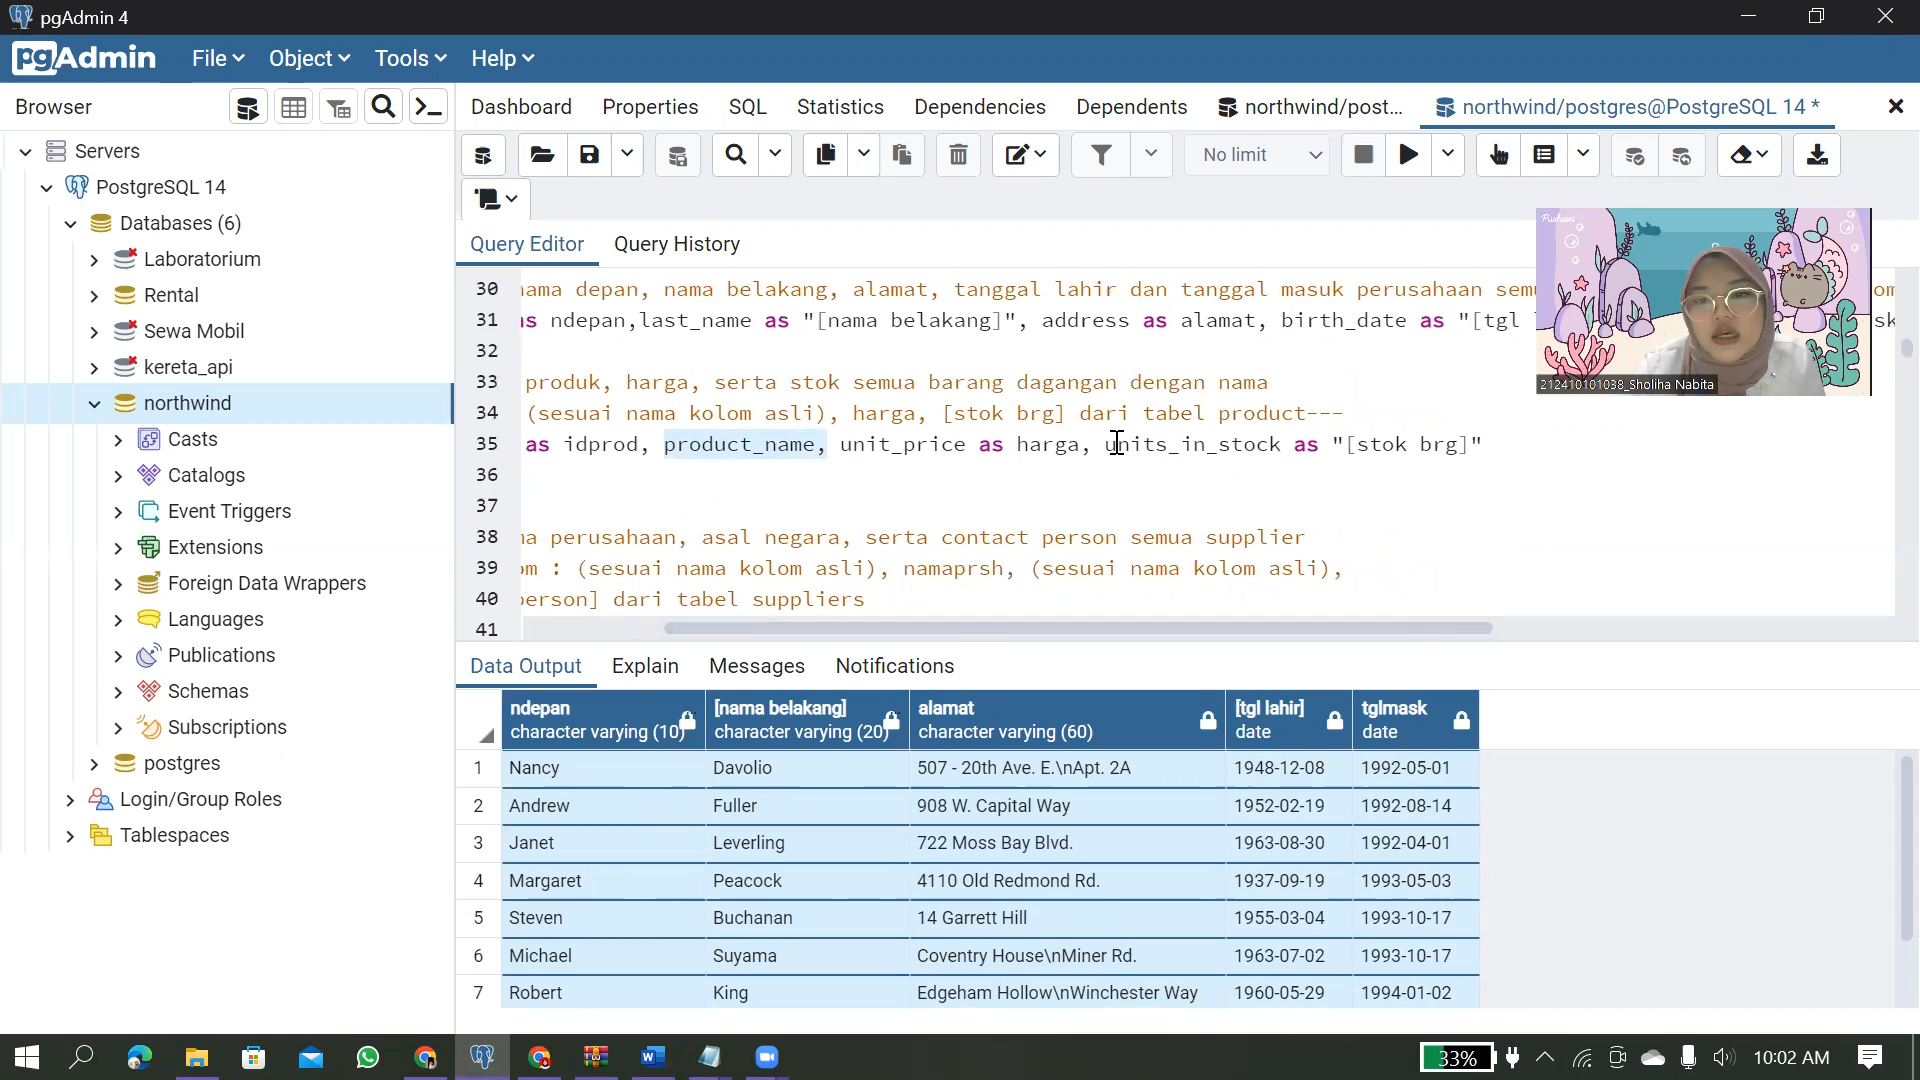 pgAdmin 4
pgAdmin
File
Object
Tools
Help
Browser
Dashboard
Properties
SQL
Statistics
Dependencies
Dependents
northwind/post...
northwind/postgres@PostgreSQL 14 *
Servers
PostgreSQL 14
Databases (6)
Laboratorium
Rental
Sewa Mobil
kereta_api
northwind
Casts
Catalogs
Event Triggers
Extensions
Foreign Data Wrappers
Languages
Publications
Schemas
Subscriptions
postgres
Login/Group Roles
Tablespaces
No limit
Query Editor
Query History
30 nama depan, nama belakang, alamat, tanggal lahir dan tanggal masuk perusahaan
31 as ndepan,last_name as "[nama belakang]", address as alamat, birth_date as "[tgl
32
33 produk, harga, serta stok semua barang dagangan dengan nama
34 (sesuai nama kolom asli), harga, [stok brg] dari tabel product---
35 as idprod, product_name, unit_price as harga, units_in_stock as "[stok brg]"
36
37
38 perusahaan, asal negara, serta contact person semua supplier
39 : (sesuai nama kolom asli), namaprsh, (sesuai nama kolom asli),
40 person] dari tabel suppliers
41
Pusheen
212410101038_Sholiha Nabita
Data Output
Explain
Messages
Notifications
ndepan character varying (10)
[nama belakang] character varying (20)
alamat character varying (60)
[tgl lahir] date
tglmask date
1 Nancy Davolio 507 - 20th Ave. E.\nApt. 2A 1948-12-08 1992-05-01
2 Andrew Fuller 908 W. Capital Way 1952-02-19 1992-08-14
3 Janet Leverling 722 Moss Bay Blvd. 1963-08-30 1992-04-01
4 Margaret Peacock 4110 Old Redmond Rd. 1937-09-19 1993-05-03
5 Steven Buchanan 14 Garrett Hill 1955-03-04 1993-10-17
6 Michael Suyama Coventry House\nMiner Rd. 1963-07-02 1993-10-17
7 Robert King Edgeham Hollow\nWinchester Way 1960-05-29 1994-01-02
33%
10:02 AM